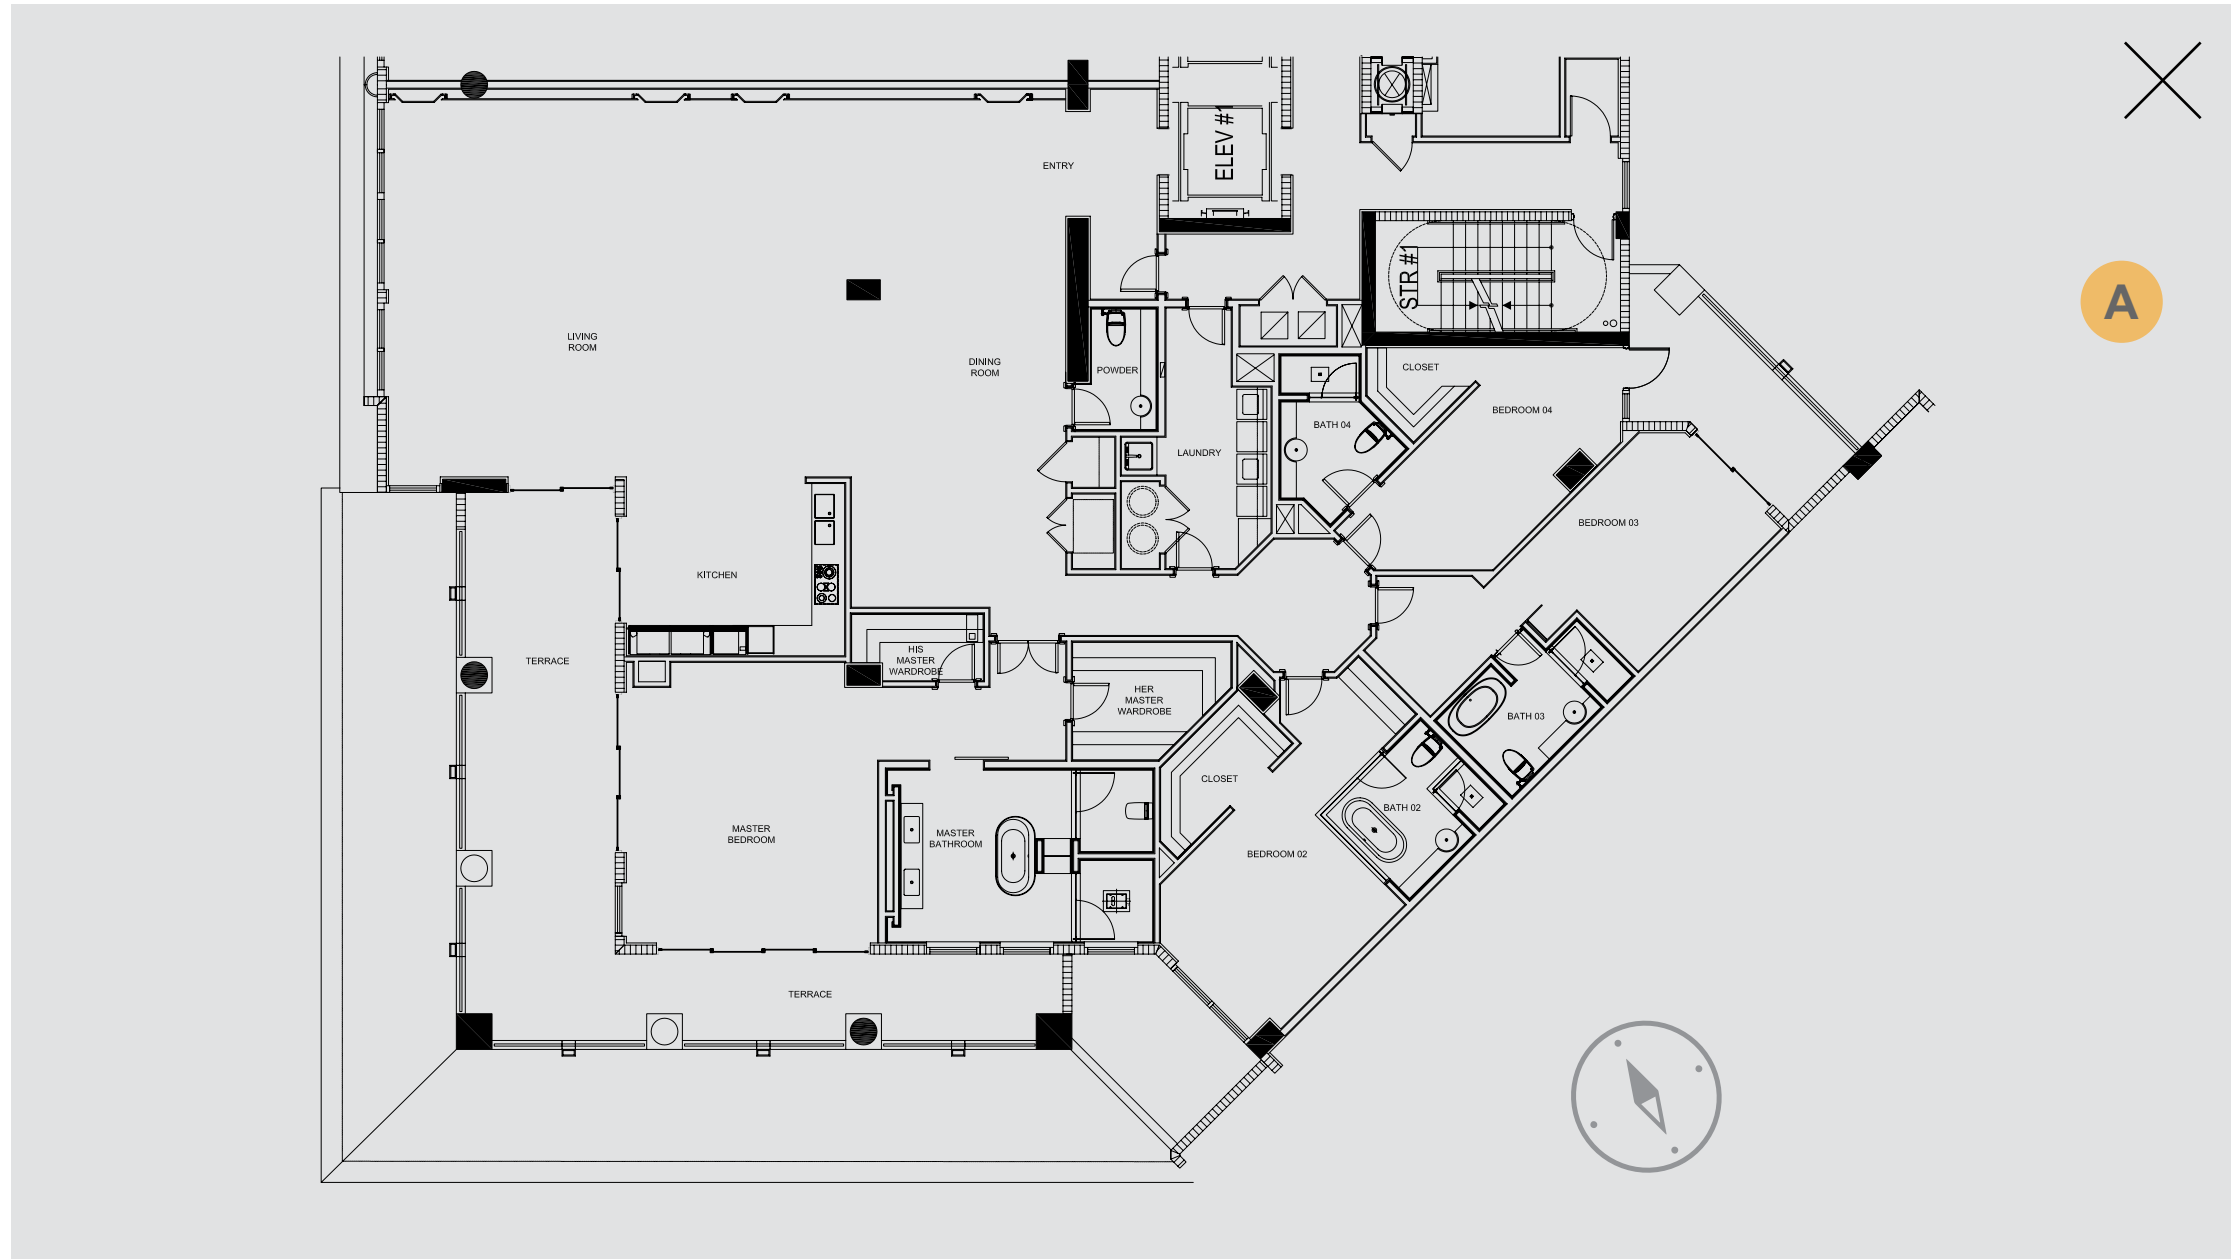 ELEV #1
ENTRY
STR #1
A
LIVING
ROOM
DINING
ROOM
POWDER
CLOSET
BEDROOM 04
BATH 04
LAUNDRY
BEDROOM 03
KITCHEN
TERRACE
HIS
MASTER
WARDROBE
HER
MASTER
WARDROBE
BATH 03
CLOSET
BATH 02
MASTER
BEDROOM
MASTER
BATHROOM
BEDROOM 02
TERRACE